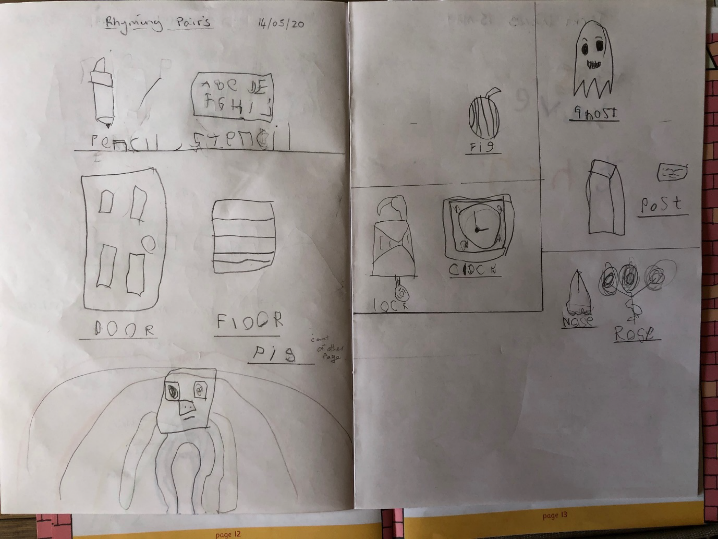 Rhyming Pairs 14/05/20
ABC DE
FGHIJ
PENCIL, STENCIL
DOOR
FlOOR
pig
FiG
lOCK
ClOCK
GhOST
POST
NOSE
ROSE
page 12
page 13